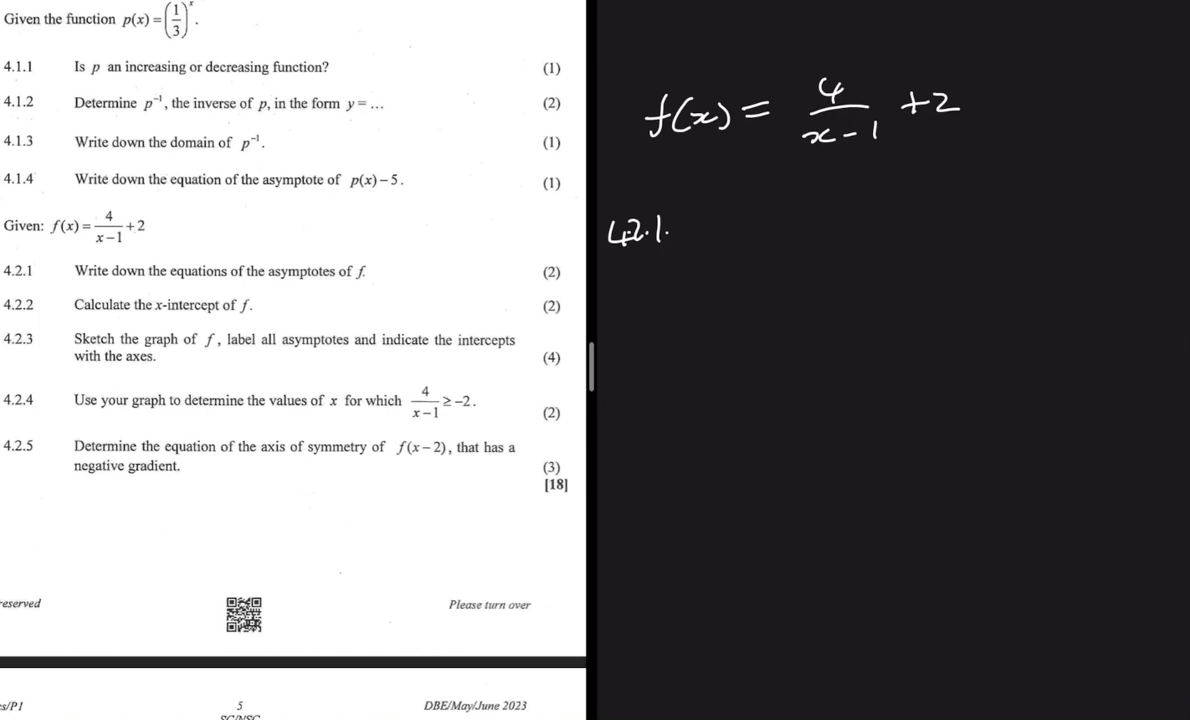 Given the function p(x) = (1/3)^x.
4.1.1 Is p an increasing or decreasing function? (1)
4.1.2 Determine p⁻¹, the inverse of p, in the form y = ... (2)
4.1.3 Write down the domain of p⁻¹. (1)
4.1.4 Write down the equation of the asymptote of p(x) − 5. (1)
Given: f(x) = 4/(x−1) + 2
4.2.1 Write down the equations of the asymptotes of f. (2)
4.2.2 Calculate the x-intercept of f. (2)
4.2.3 Sketch the graph of f, label all asymptotes and indicate the intercepts
with the axes. (4)
4.2.4 Use your graph to determine the values of x for which 4/(x−1) ≥ −2. (2)
4.2.5 Determine the equation of the axis of symmetry of f(x−2), that has a
negative gradient. (3)
[18]
reserved Please turn over
s/P1 5 DBE/May/June 2023
SC/NSC
f(x) = 4/(x−1) + 2
4.2.1.